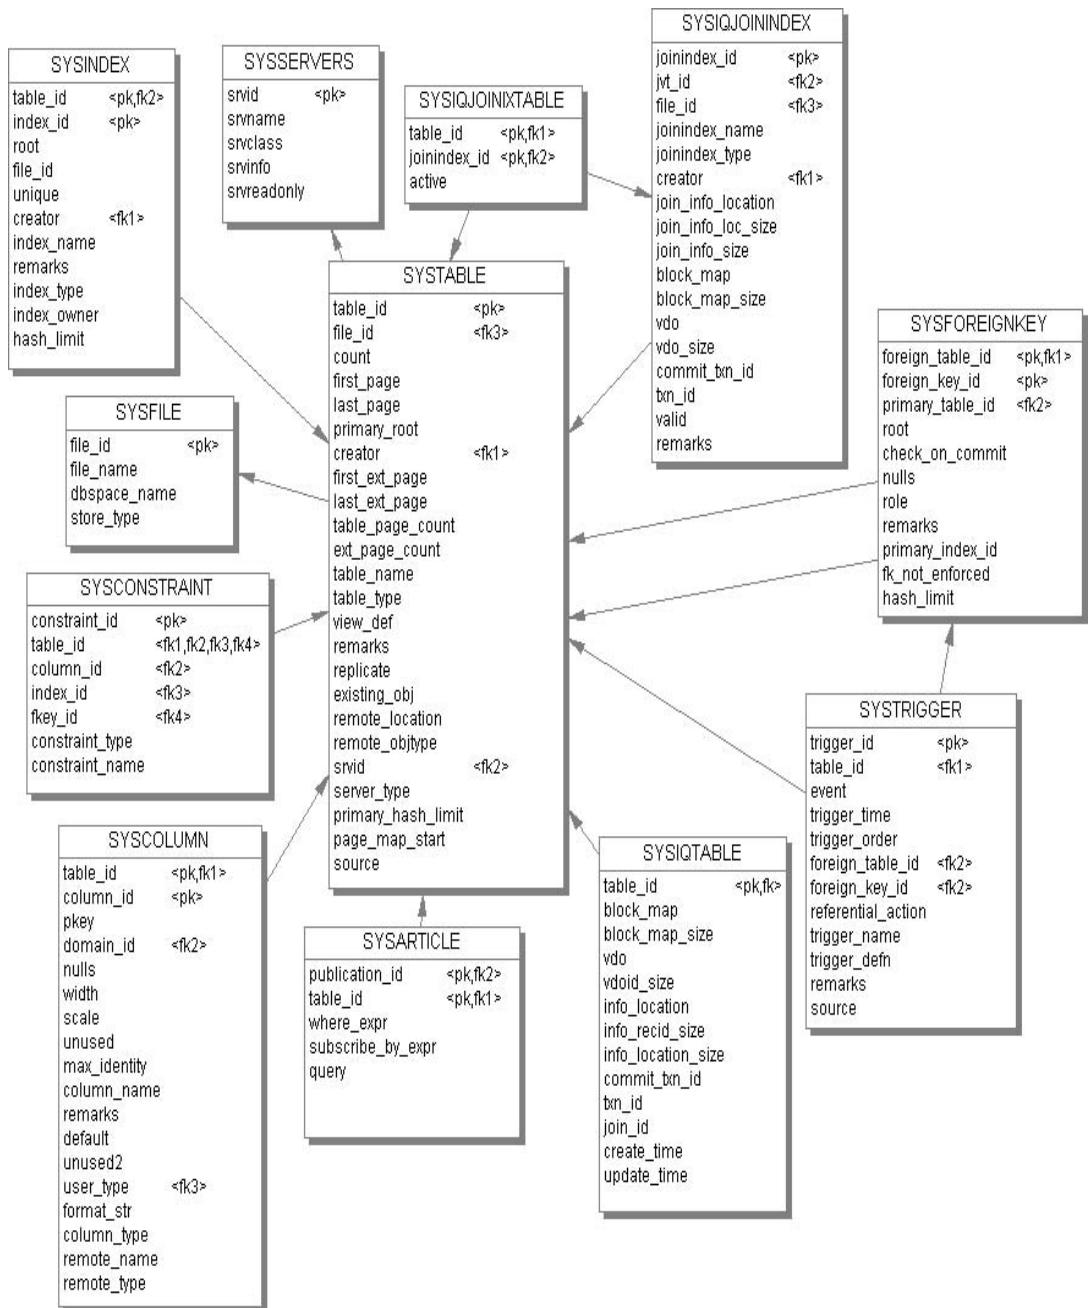 SYSINDEX
table_id <pk,fk2>
index_id <pk>
root
file_id
unique
creator <fk1>
index_name
remarks
index_type
index_owner
hash_limit
SYSSERVERS
srvid <pk>
srvname
srvclass
srvinfo
srvreadonly
SYSIQJOINIXTABLE
table_id <pk,fk1>
joinindex_id <pk,fk2>
active
SYSIQJOININDEX
joinindex_id <pk>
jvt_id <fk2>
file_id <fk3>
joinindex_name
joinindex_type
creator <fk1>
join_info_location
join_info_loc_size
join_info_size
block_map
block_map_size
vdo
vdo_size
commit_txn_id
txn_id
valid
remarks
SYSTABLE
table_id <pk>
file_id <fk3>
count
first_page
last_page
primary_root
creator <fk1>
first_ext_page
last_ext_page
table_page_count
ext_page_count
table_name
table_type
view_def
remarks
replicate
existing_obj
remote_location
remote_objtype
srvid <fk2>
server_type
primary_hash_limit
page_map_start
source
SYSFOREIGNKEY
foreign_table_id <pk,fk1>
foreign_key_id <pk>
primary_table_id <fk2>
root
check_on_commit
nulls
role
remarks
primary_index_id
fk_not_enforced
hash_limit
SYSFILE
file_id <pk>
file_name
dbspace_name
store_type
SYSCONSTRAINT
constraint_id <pk>
table_id <fk1,fk2,fk3,fk4>
column_id <fk2>
index_id <fk3>
fkey_id <fk4>
constraint_type
constraint_name
SYSTRIGGER
trigger_id <pk>
table_id <fk1>
event
trigger_time
trigger_order
foreign_table_id <fk2>
foreign_key_id <fk2>
referential_action
trigger_name
trigger_defn
remarks
source
SYSCOLUMN
table_id <pk,fk1>
column_id <pk>
pkey
domain_id <fk2>
nulls
width
scale
unused
max_identity
column_name
remarks
default
unused2
user_type <fk3>
format_str
column_type
remote_name
remote_type
SYSARTICLE
publication_id <pk,fk2>
table_id <pk,fk1>
where_expr
subscribe_by_expr
query
SYSIQTABLE
table_id <pk,fk>
block_map
block_map_size
vdo
vdoid_size
info_location
info_recid_size
info_location_size
commit_txn_id
txn_id
join_id
create_time
update_time